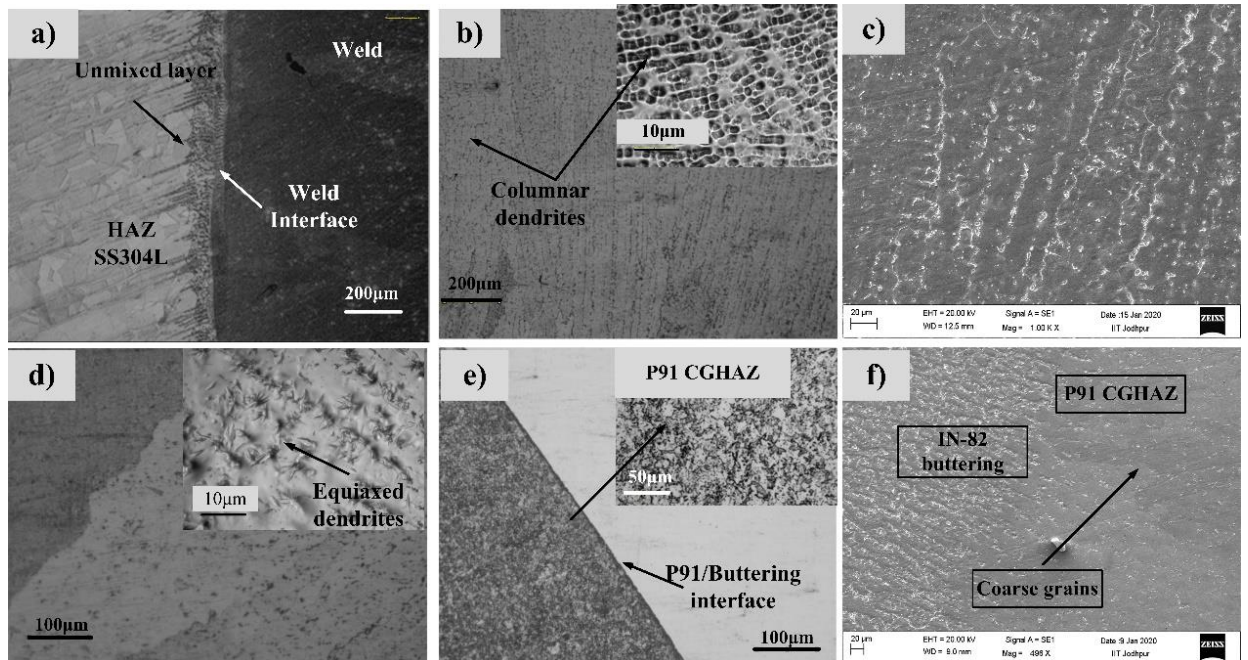 a)
Weld
Unmixed layer
Weld
Interface
HAZ
SS304L
200μm
b)
10μm
Columnar
dendrites
200μm
c)
20 μm
EHT = 20.00 kV
Signal A = SE1
Date :15 Jan 2020
WD = 12.5 mm
Mag = 1.00 K X
IIT Jodhpur
ZEISS
d)
10μm
Equiaxed
dendrites
100μm
e)
P91 CGHAZ
50μm
P91/Buttering
interface
100μm
f)
P91 CGHAZ
IN-82
buttering
Coarse grains
20 μm
EHT = 20.00 kV
Signal A = SE1
Date :9 Jan 2020
WD = 9.0 mm
Mag = 496 X
IIT Jodhpur
ZEISS